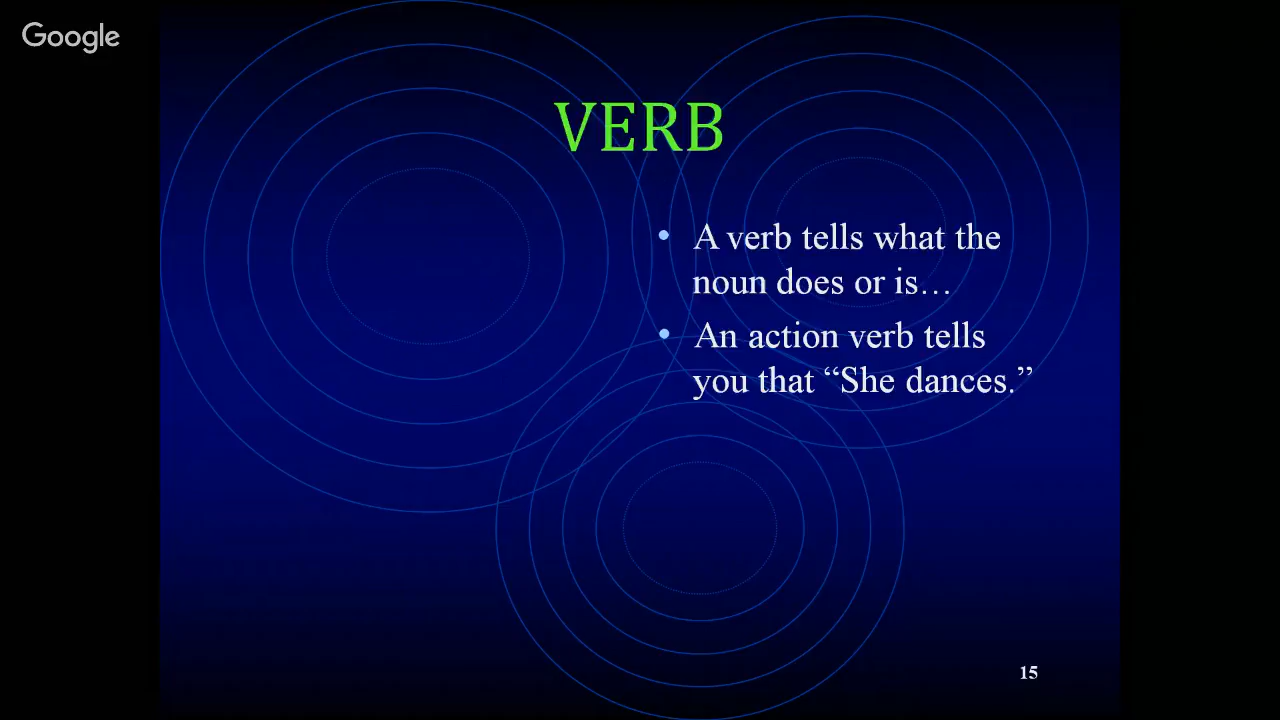 Google
VERB
• A verb tells what the
noun does or is…
• An action verb tells
you that “She dances.”
15